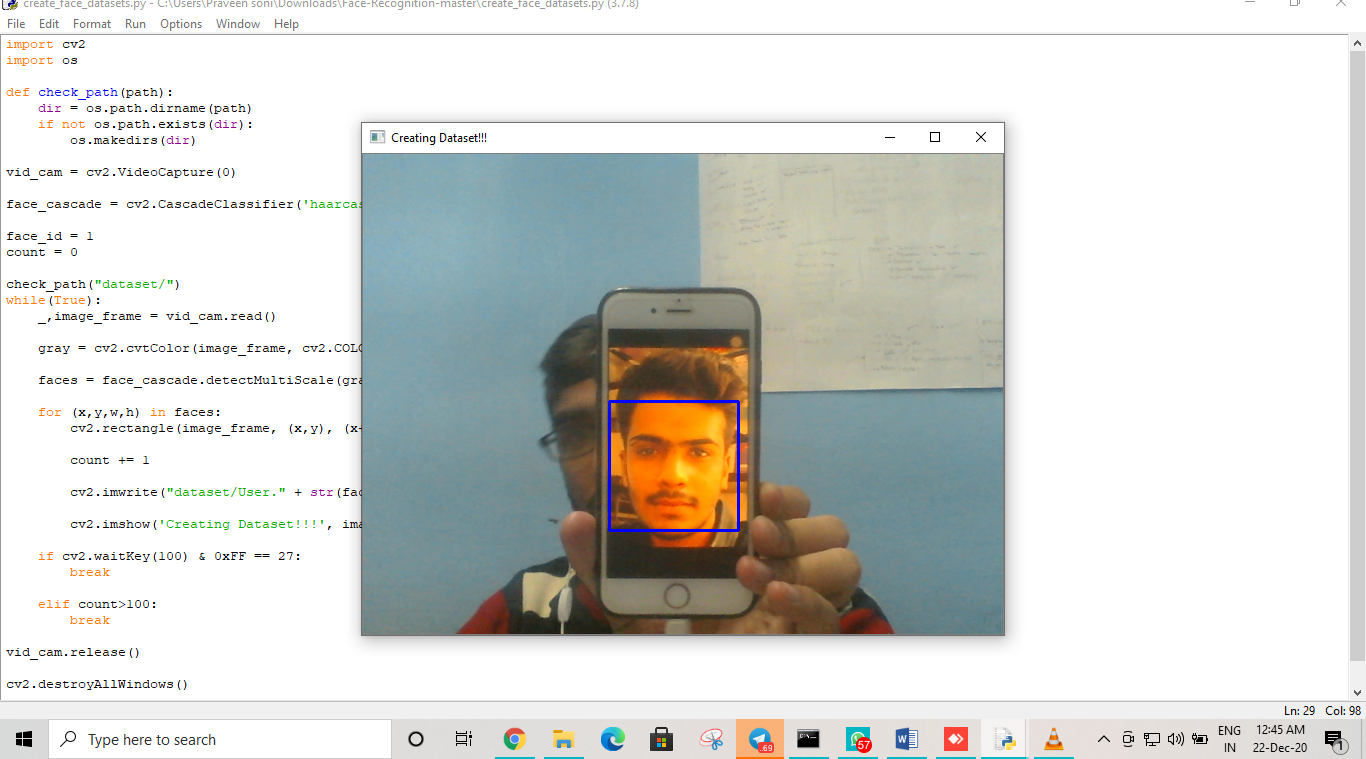 create_face_datasets.py - C:\Users\Praveen soni\Downloads\Face-Recognition-master\create_face_datasets.py (3.7.8)
File Edit Format Run Options Window Help
import cv2
import os
def check_path(path):
dir = os.path.dirname(path)
if not os.path.exists(dir):
os.makedirs(dir)
vid_cam = cv2.VideoCapture(0)
face_cascade = cv2.CascadeClassifier('haarcas
face_id = 1
count = 0
check_path("dataset/")
while(True):
_,image_frame = vid_cam.read()
gray = cv2.cvtColor(image_frame, cv2.COLO
faces = face_cascade.detectMultiScale(gra
for (x,y,w,h) in faces:
cv2.rectangle(image_frame, (x,y), (x+
count += 1
cv2.imwrite("dataset/User." + str(fac
cv2.imshow('Creating Dataset!!!', ima
if cv2.waitKey(100) & 0xFF == 27:
break
elif count>100:
break
vid_cam.release()
cv2.destroyAllWindows()
Creating Dataset!!!
Ln: 29 Col: 98
Type here to search
.69
57
ENG
IN
12:45 AM
22-Dec-20
1